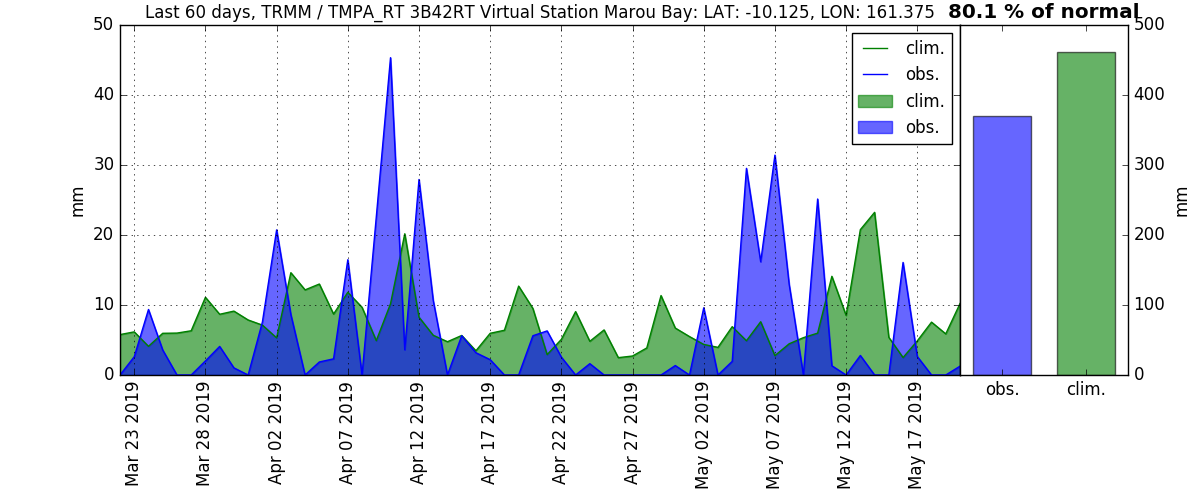 Last 60 days, TRMM / TMPA_RT 3B42RT Virtual Station Marou Bay: LAT: -10.125, LON: 161.375 80.1 % of normal
50
40
30
20
10
0
mm
clim.
obs.
clim.
obs.
500
400
300
200
100
0
mm
obs.
clim.
Mar 23 2019
Mar 28 2019
Apr 02 2019
Apr 07 2019
Apr 12 2019
Apr 17 2019
Apr 22 2019
Apr 27 2019
May 02 2019
May 07 2019
May 12 2019
May 17 2019